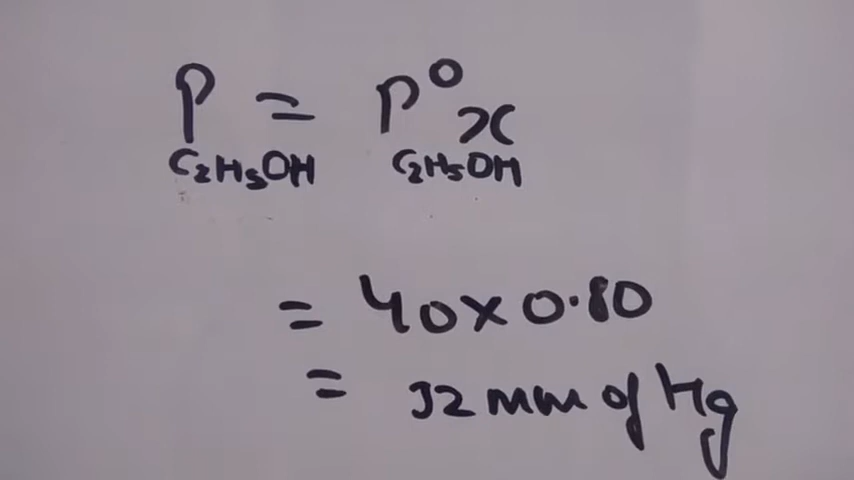 P = P° x
C₂H₅OH C₂H₅OH
= 40 × 0.80
= 32 mm of Hg